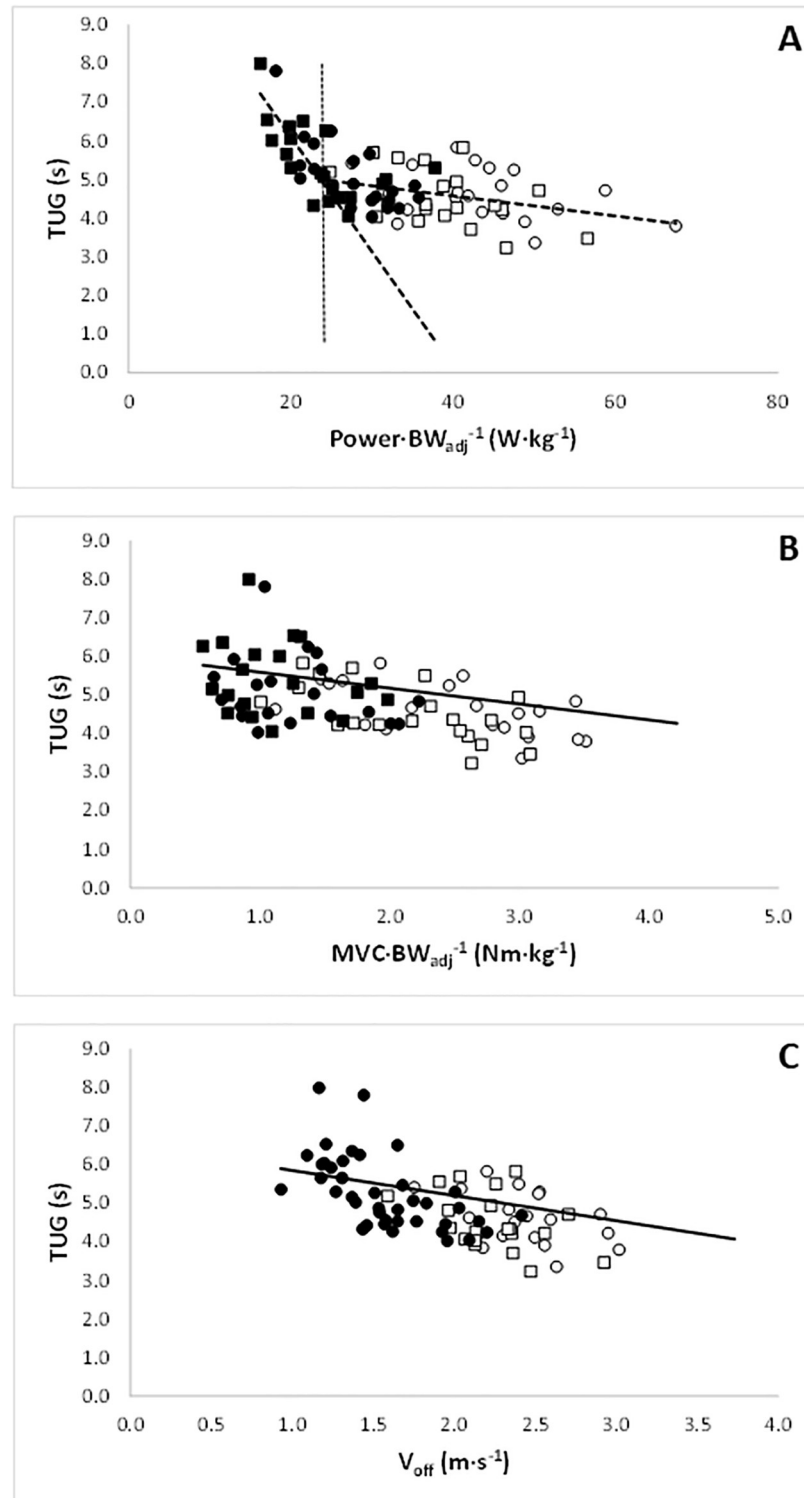 A
9.0
8.0
7.0
6.0
5.0
4.0
3.0
2.0
1.0
0.0
TUG (s)
0 20 40 60 80
Power·BWadj⁻¹ (W·kg⁻¹)
B
9.0
8.0
7.0
6.0
5.0
4.0
3.0
2.0
1.0
0.0
TUG (s)
0.0 1.0 2.0 3.0 4.0 5.0
MVC·BWadj⁻¹ (Nm·kg⁻¹)
C
9.0
8.0
7.0
6.0
5.0
4.0
3.0
2.0
1.0
0.0
TUG (s)
0.0 0.5 1.0 1.5 2.0 2.5 3.0 3.5 4.0
Voff (m·s⁻¹)